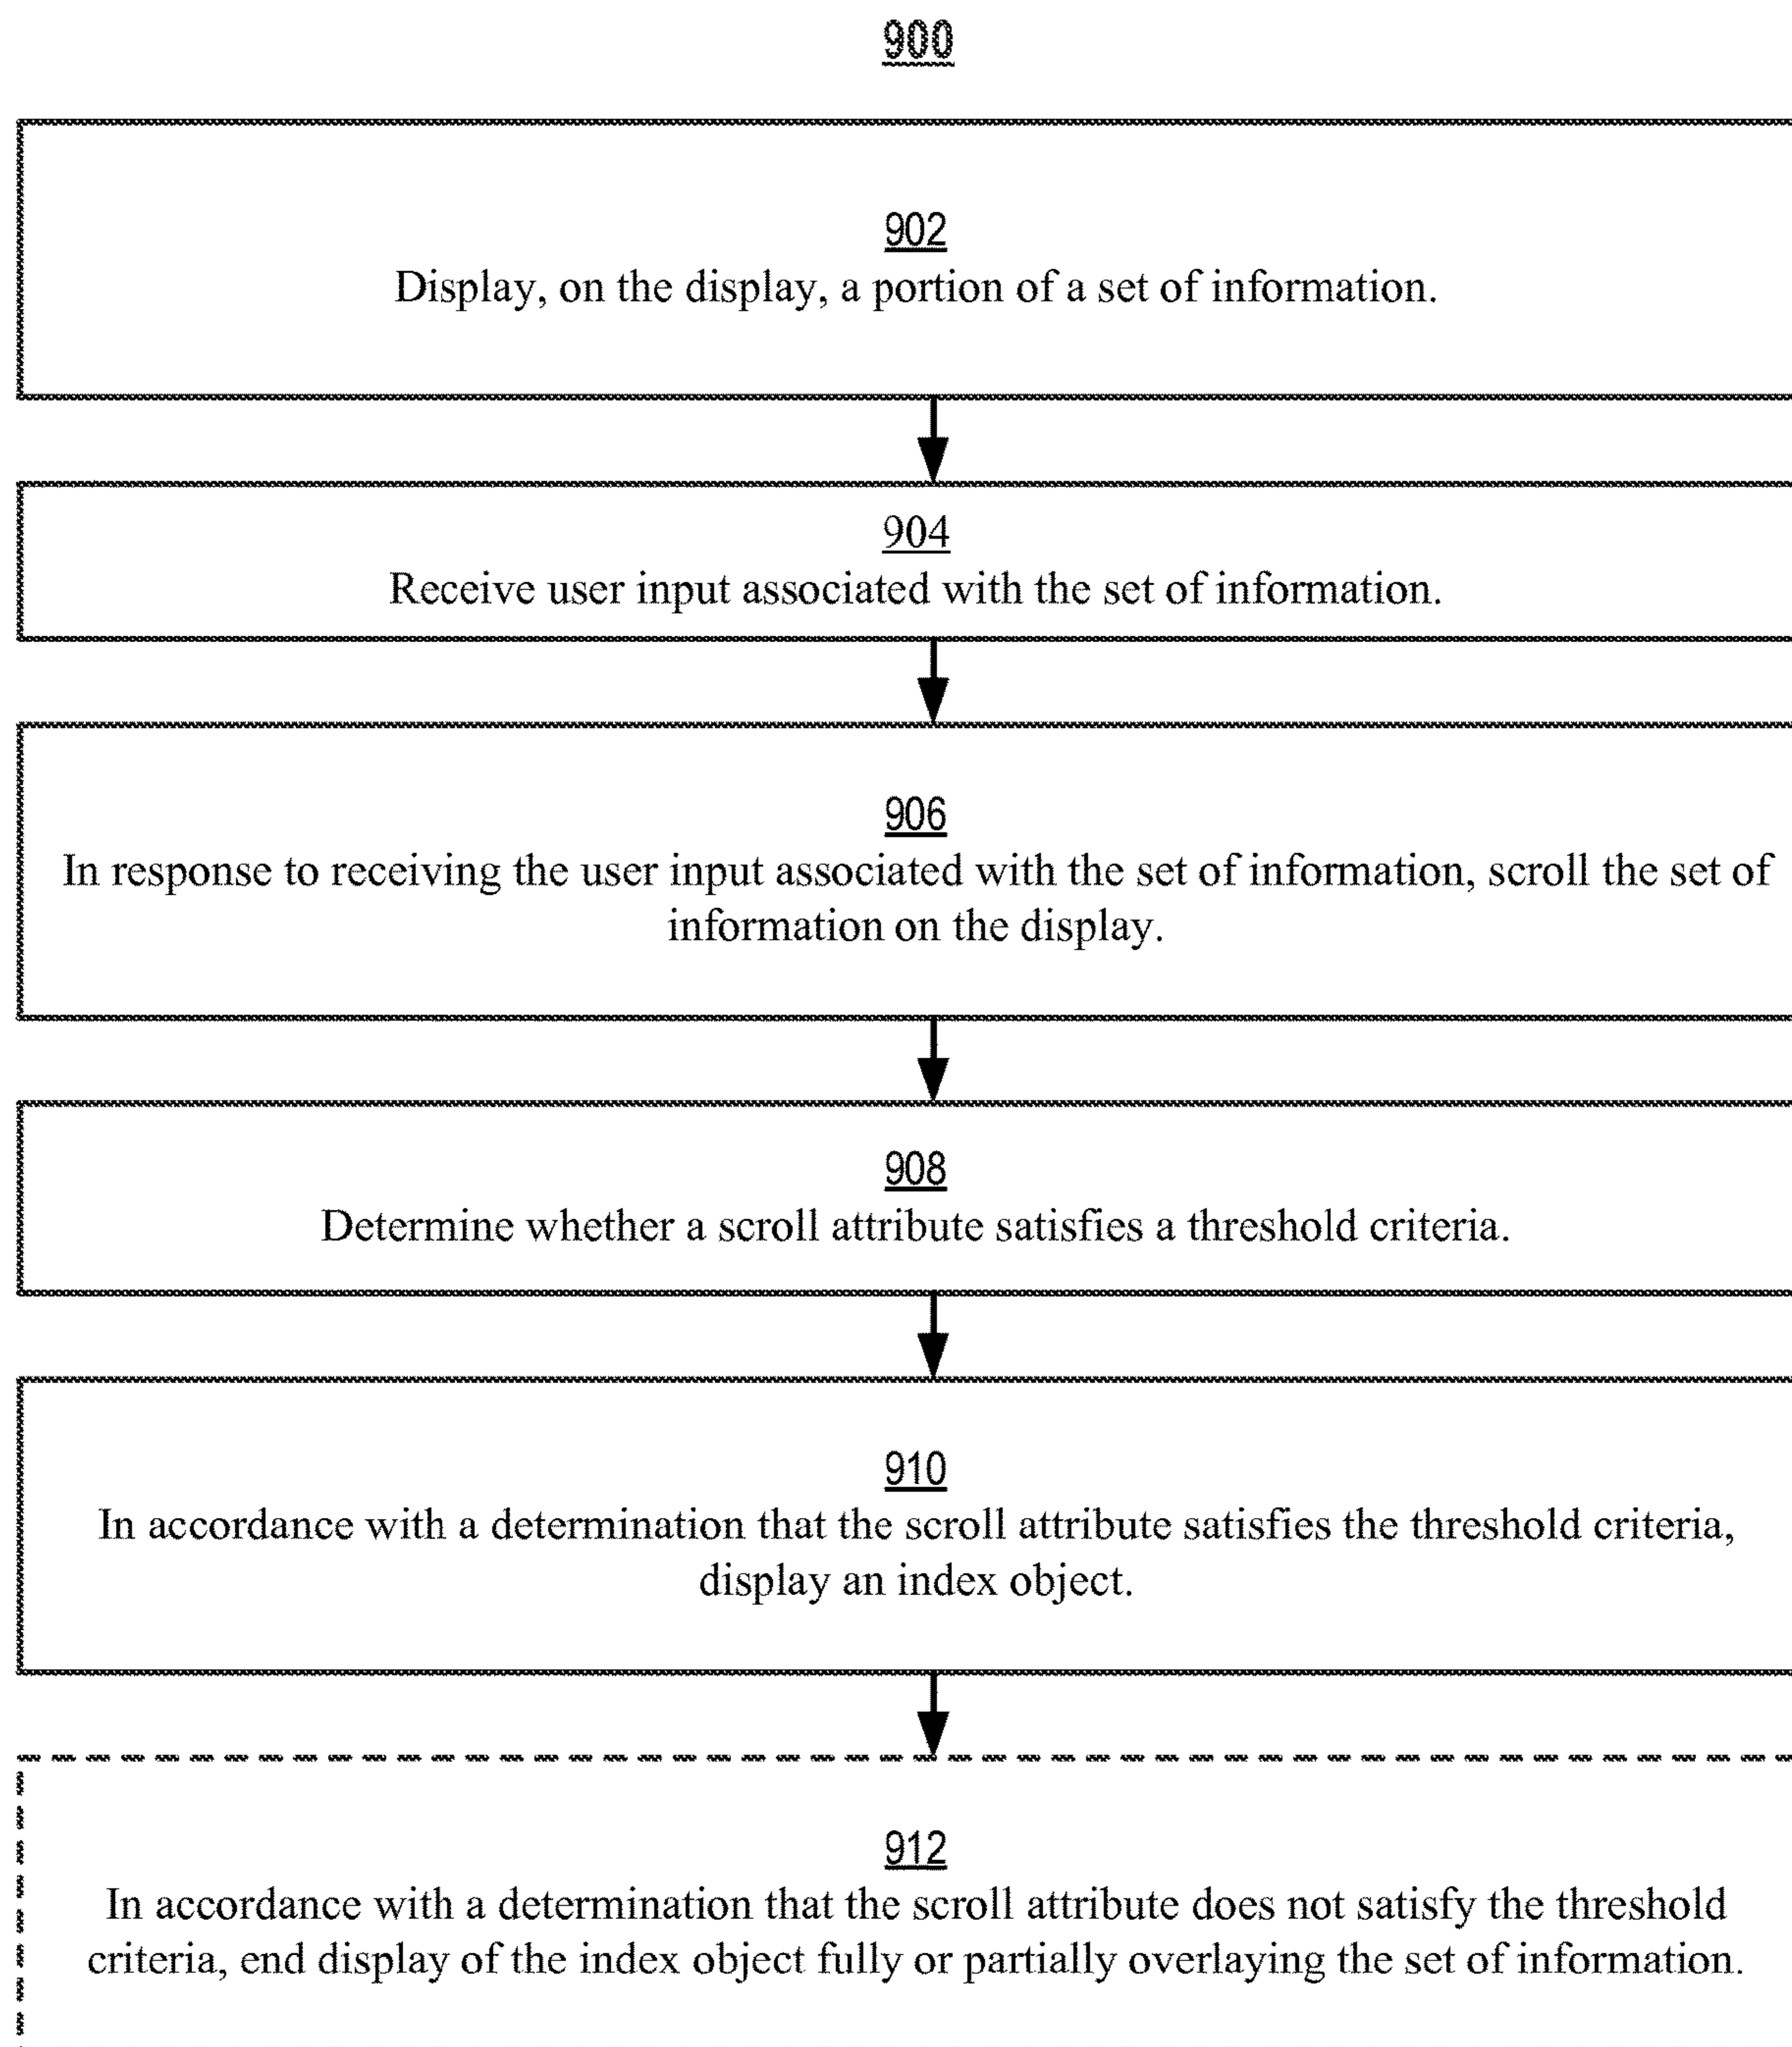 900
902
Display, on the display, a portion of a set of information.
904
Receive user input associated with the set of information.
906
In response to receiving the user input associated with the set of information, scroll the set of
information on the display.
908
Determine whether a scroll attribute satisfies a threshold criteria.
910
In accordance with a determination that the scroll attribute satisfies the threshold criteria,
display an index object.
912
In accordance with a determination that the scroll attribute does not satisfy the threshold
criteria, end display of the index object fully or partially overlaying the set of information.